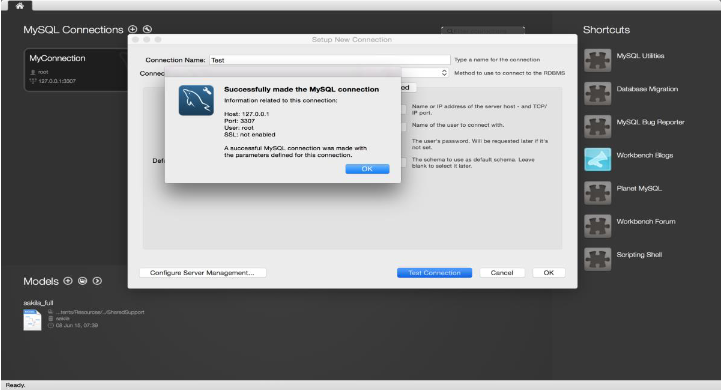 MySQL Connections
MyConnection
root
127.0.0.1:3307
Setup New Connection
Connection Name: Test
Type a name for the connection
Connec
Method to use to connect to the RDBMS
od
Successfully made the MySQL connection
Information related to this connection:
Host: 127.0.0.1
Port: 3307
User: root
SSL: not enabled
A successful MySQL connection was made with
the parameters defined for this connection.
OK
Name or IP address of the server host - and TCP/
IP port.
Name of the user to connect with.
The user's password. Will be requested later if it's
not set.
The schema to use as default schema. Leave
blank to select it later.
Defa
Configure Server Management...
Test Connection
Cancel
OK
Shortcuts
MySQL Utilities
Database Migration
MySQL Bug Reporter
Workbench Blogs
Planet MySQL
Workbench Forum
Scripting Shell
Models
sakila_full
sakila
08 Jun 15, 07:39
Ready.